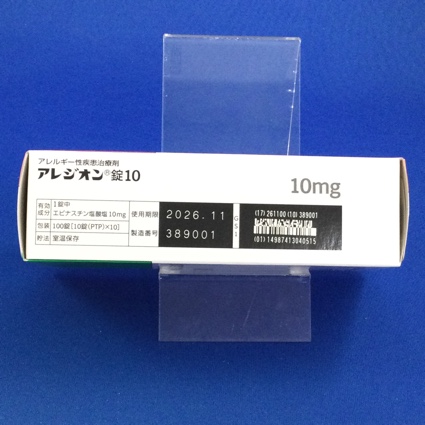 アレルギー性疾患治療剤
アレジオン®錠10
10mg
有効成分 1錠中 エピナスチン塩酸塩 10mg
包装 100錠[10錠(PTP)×10]
貯法 室温保存
使用期限 2026.11
製造番号 389001
GS1
(17) 261100 (10) 389001
(01) 14987413040515